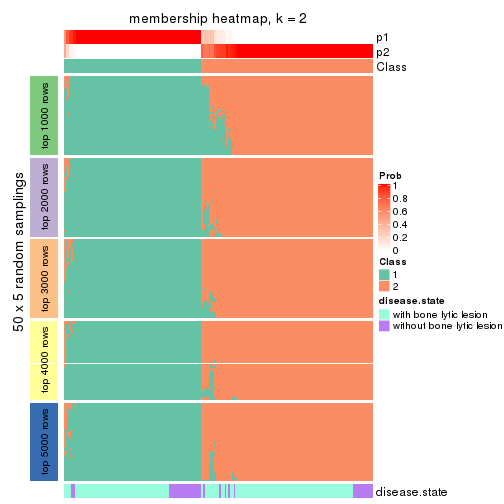 membership heatmap, k = 2
p1
p2
Class
50 x 5 random samplings
top 1000 rows
top 2000 rows
top 3000 rows
top 4000 rows
top 5000 rows
disease.state
Prob
1
0.8
0.6
0.4
0.2
0
Class
1
2
disease.state
with bone lytic lesion
without bone lytic lesion